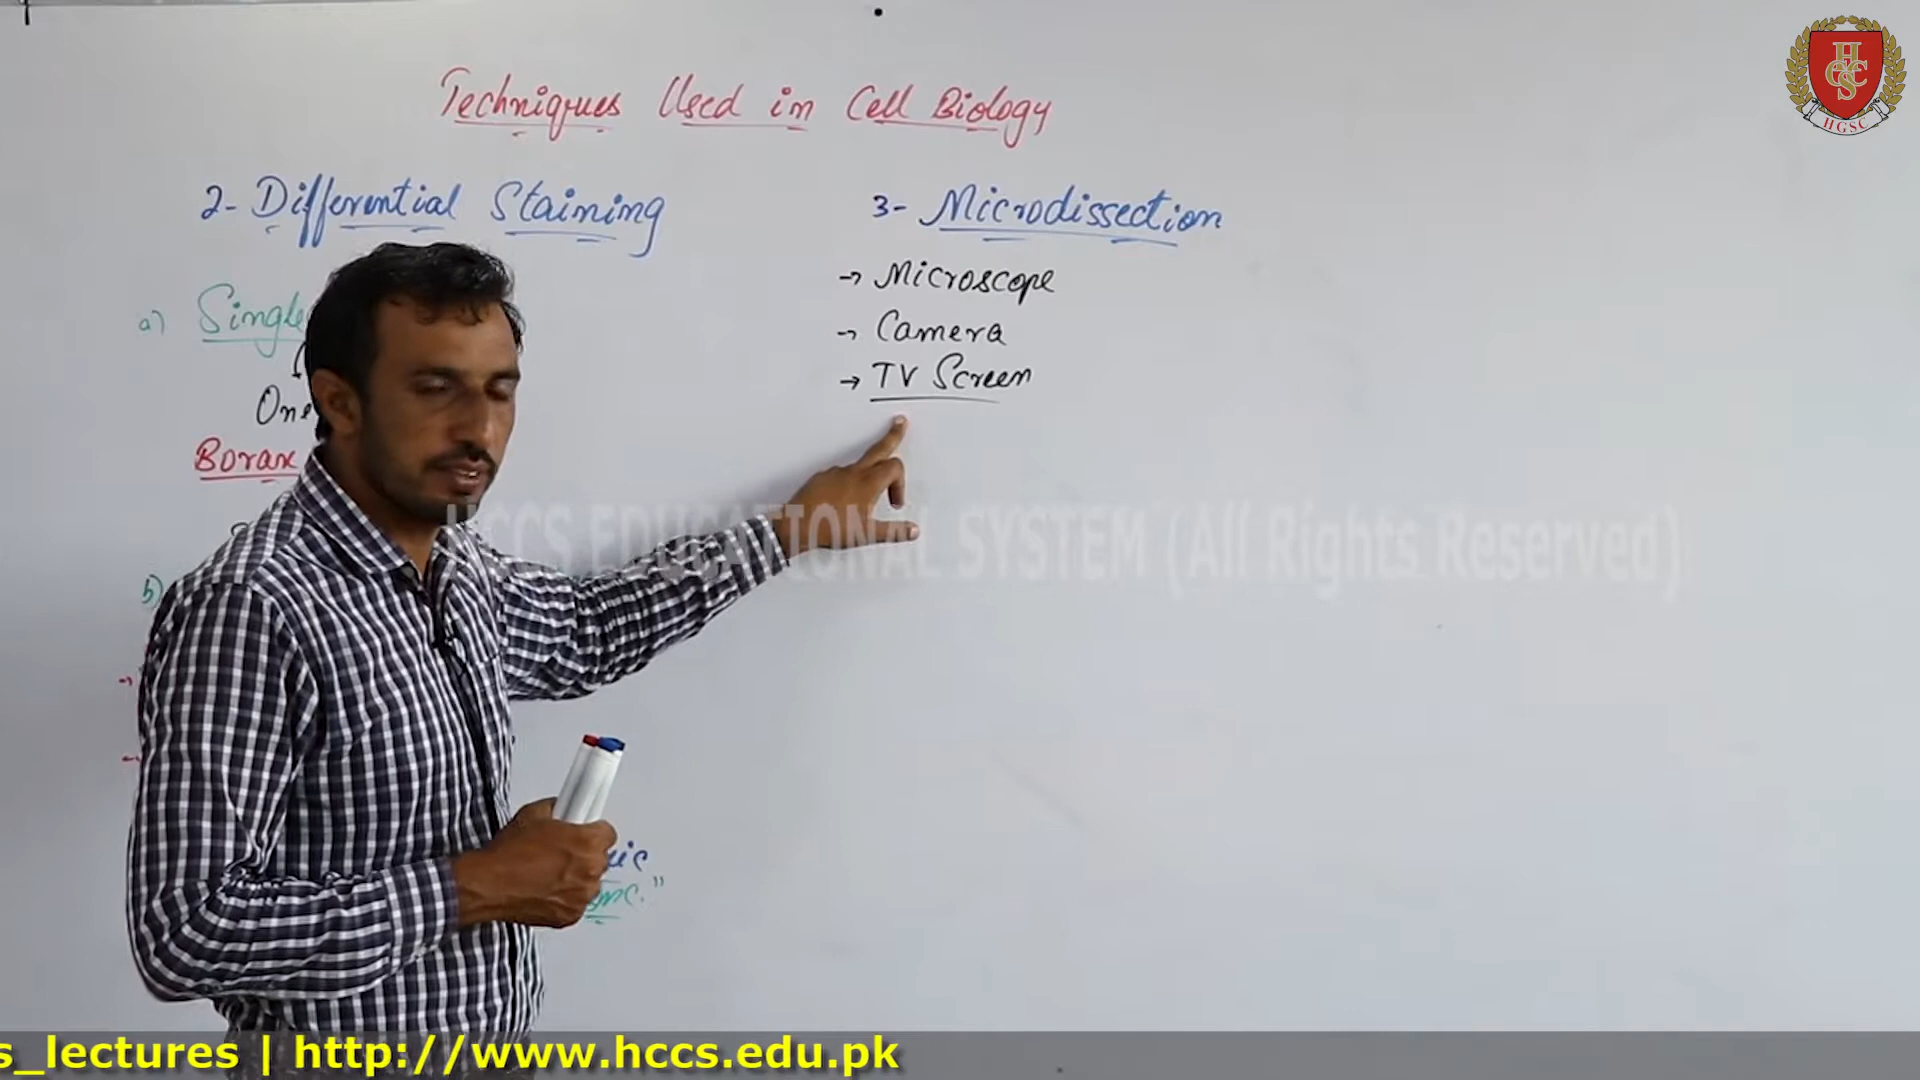 Techniques Used in Cell Biology
2- Differential Staining
a) Single
One
Borax
b)
3- Microdissection
→ Microscope
→ Camera
→ TV Screen
HCCS EDUCATIONAL SYSTEM (All Rights Reserved)
HGSC
s_lectures | http://www.hccs.edu.pk